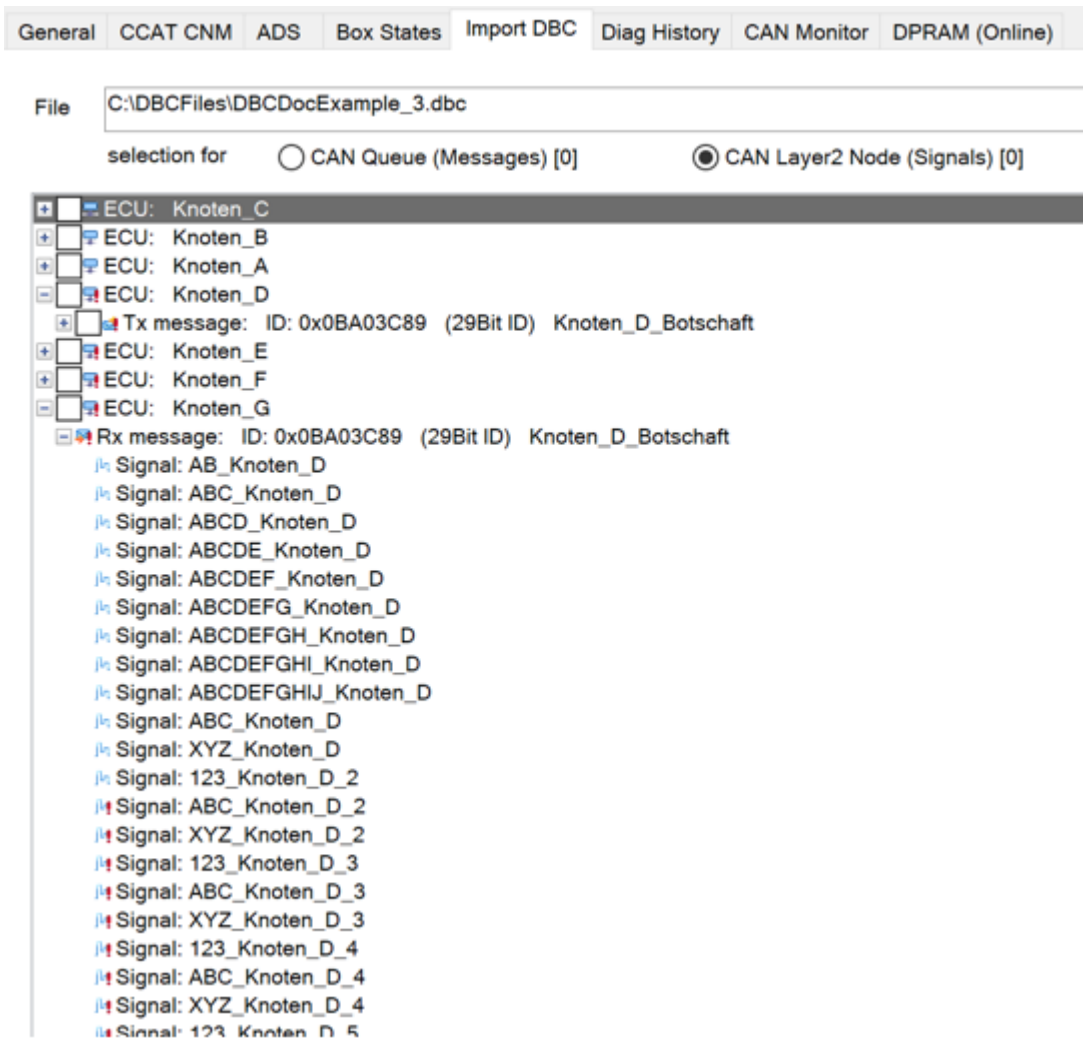 General CCAT CNM ADS Box States Import DBC Diag History CAN Monitor DPRAM (Online)
File C:\DBCFiles\DBCDocExample_3.dbc
selection for CAN Queue (Messages) [0] CAN Layer2 Node (Signals) [0]
ECU: Knoten_C
ECU: Knoten_B
ECU: Knoten_A
ECU: Knoten_D
Tx message: ID: 0x0BA03C89 (29Bit ID) Knoten_D_Botschaft
ECU: Knoten_E
ECU: Knoten_F
ECU: Knoten_G
Rx message: ID: 0x0BA03C89 (29Bit ID) Knoten_D_Botschaft
Signal: AB_Knoten_D
Signal: ABC_Knoten_D
Signal: ABCD_Knoten_D
Signal: ABCDE_Knoten_D
Signal: ABCDEF_Knoten_D
Signal: ABCDEFG_Knoten_D
Signal: ABCDEFGH_Knoten_D
Signal: ABCDEFGHI_Knoten_D
Signal: ABCDEFGHIJ_Knoten_D
Signal: ABC_Knoten_D
Signal: XYZ_Knoten_D
Signal: 123_Knoten_D_2
Signal: ABC_Knoten_D_2
Signal: XYZ_Knoten_D_2
Signal: 123_Knoten_D_3
Signal: ABC_Knoten_D_3
Signal: XYZ_Knoten_D_3
Signal: 123_Knoten_D_4
Signal: ABC_Knoten_D_4
Signal: XYZ_Knoten_D_4
Signal: 123_Knoten_D_5